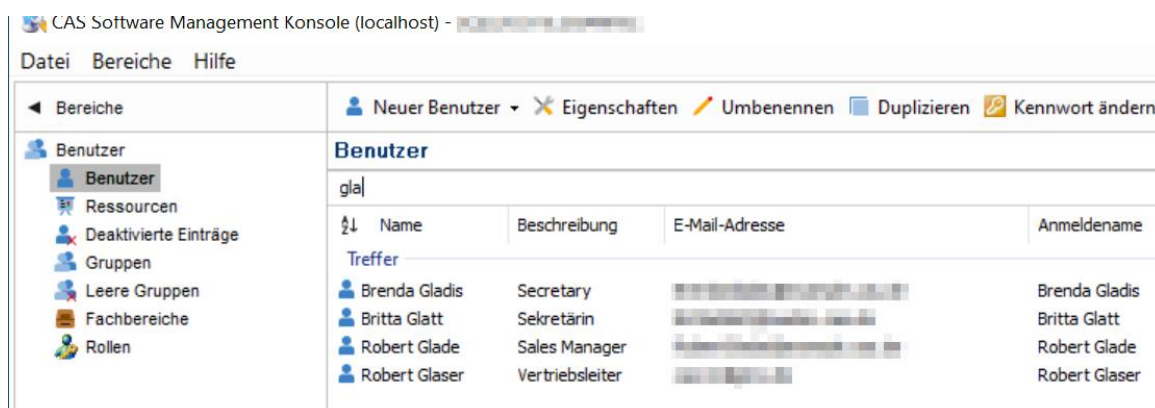 CAS Software Management Konsole (localhost) -
Datei Bereiche Hilfe
Bereiche
Neuer Benutzer Eigenschaften Umbenennen Duplizieren Kennwort ändern
Benutzer
Benutzer
Ressourcen
Deaktivierte Einträge
Gruppen
Leere Gruppen
Fachbereiche
Rollen
Benutzer
gla
Name Beschreibung E-Mail-Adresse Anmeldename
Treffer
Brenda Gladis Secretary Brenda Gladis
Britta Glatt Sekretärin Britta Glatt
Robert Glade Sales Manager Robert Glade
Robert Glaser Vertriebsleiter Robert Glaser